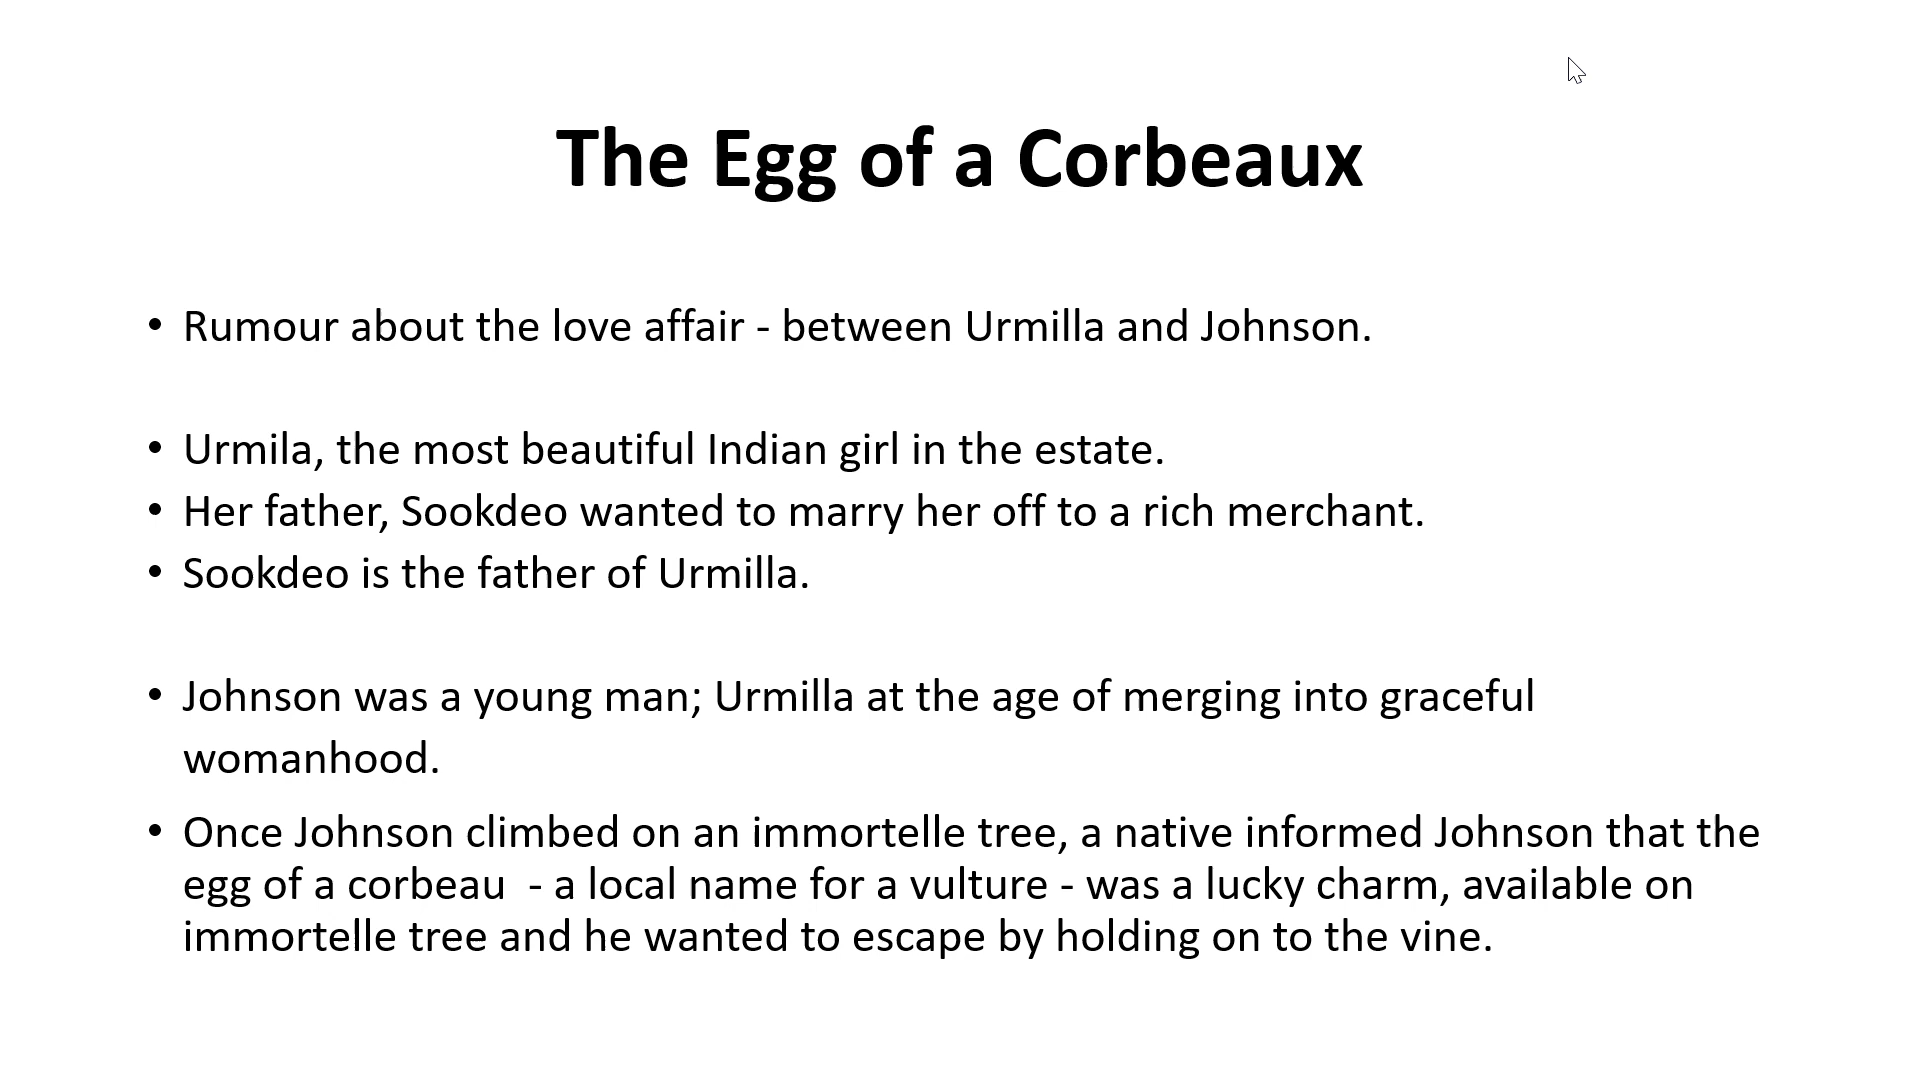 The Egg of a Corbeaux
• Rumour about the love affair - between Urmilla and Johnson.
• Urmila, the most beautiful Indian girl in the estate.
• Her father, Sookdeo wanted to marry her off to a rich merchant.
• Sookdeo is the father of Urmilla.
• Johnson was a young man; Urmilla at the age of merging into graceful
womanhood.
• Once Johnson climbed on an immortelle tree, a native informed Johnson that the
egg of a corbeau  - a local name for a vulture - was a lucky charm, available on
immortelle tree and he wanted to escape by holding on to the vine.